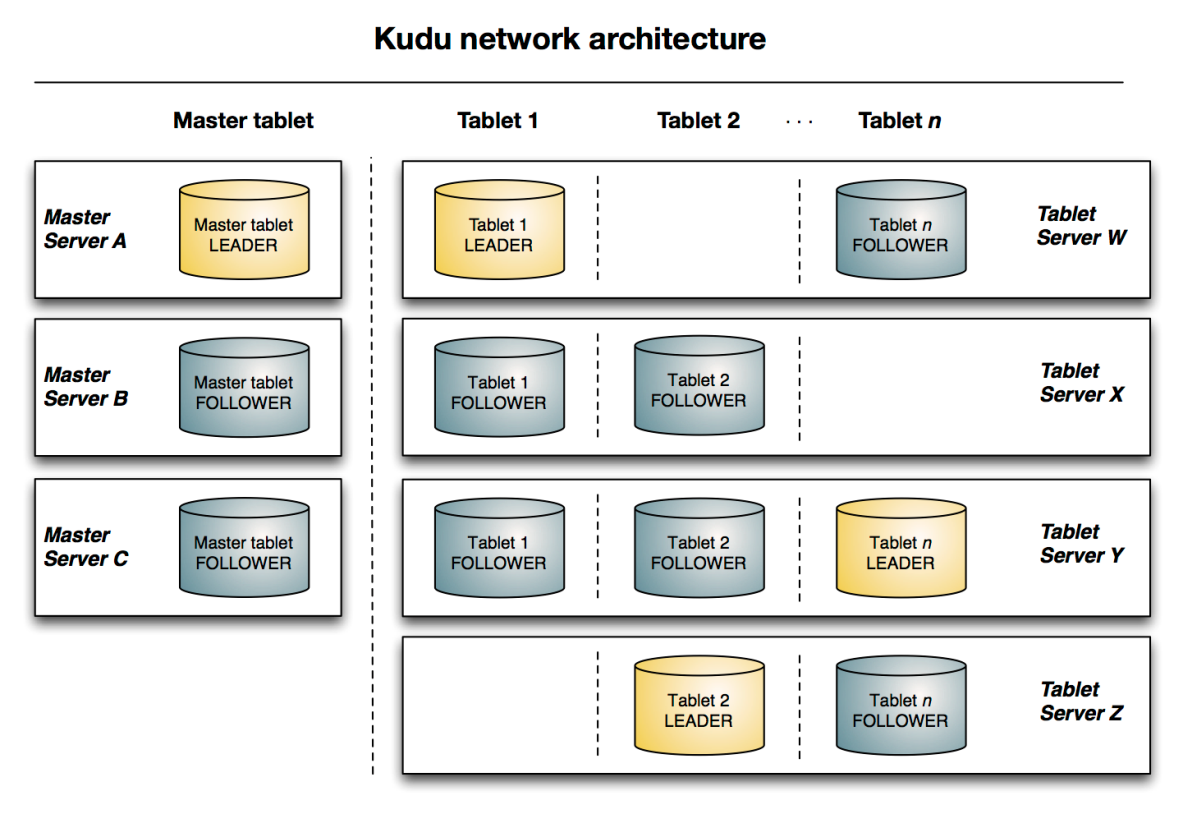 Kudu network architecture
Master tablet
Tablet 1
Tablet 2
· · ·
Tablet n
Master
Server A
Master tablet
LEADER
Tablet 1
LEADER
Tablet n
FOLLOWER
Tablet
Server W
Master
Server B
Master tablet
FOLLOWER
Tablet 1
FOLLOWER
Tablet 2
FOLLOWER
Tablet
Server X
Master
Server C
Master tablet
FOLLOWER
Tablet 1
FOLLOWER
Tablet 2
FOLLOWER
Tablet n
LEADER
Tablet
Server Y
Tablet 2
LEADER
Tablet n
FOLLOWER
Tablet
Server Z